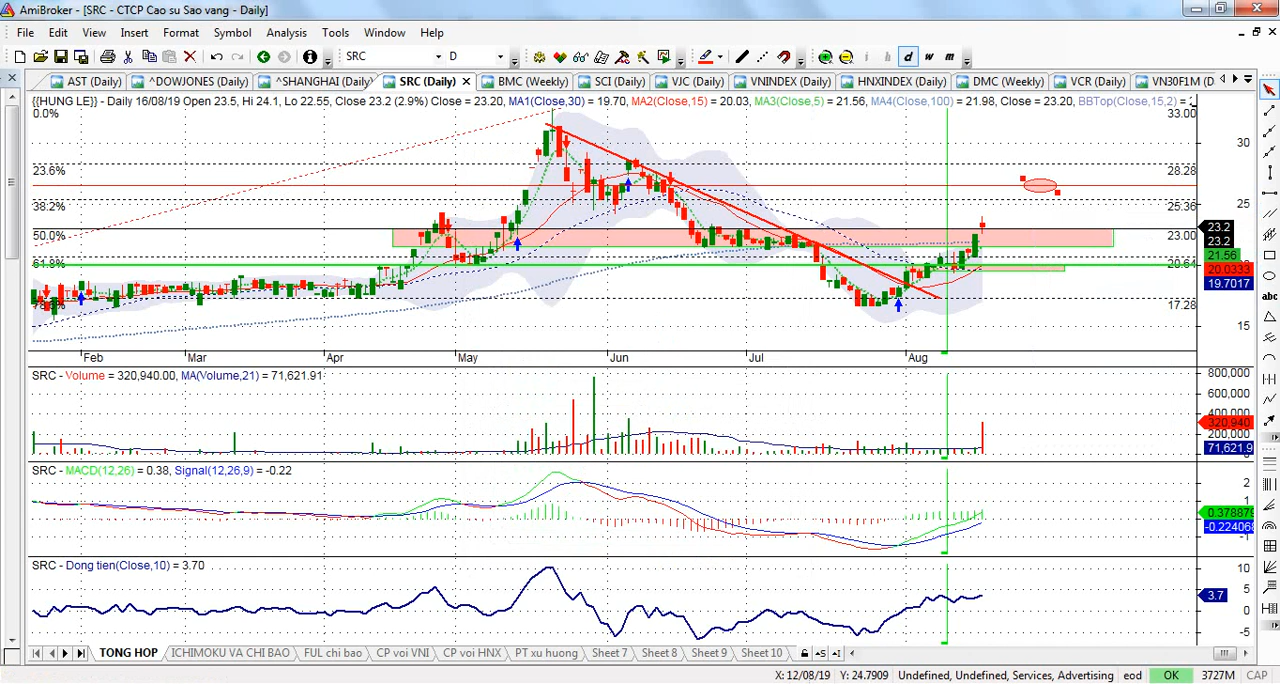 AmiBroker - [SRC - CTCP Cao su Sao vang - Daily]
File Edit View Insert Format Symbol Analysis Tools Window Help
SRC D i h d w m
AST (Daily) ^DOWJONES (Daily) ^SHANGHAI (Daily) SRC (Daily) BMC (Weekly) SCI (Daily) VJC (Daily) VNINDEX (Daily) HNXINDEX (Daily) DMC (Weekly) VCR (Daily) VN30F1M (D
{{HUNG LE}} - Daily 16/08/19 Open 23.5, Hi 24.1, Lo 22.55, Close 23.2 (2.9%) Close = 23.20, MA1(Close,30) = 19.70, MA2(Close,15) = 20.03, MA3(Close,5) = 21.56, MA4(Close,100) = 21.98, Close = 23.20, BBTop(Close,15,2) =
0.0% 33.00
30
23.6% 28.28
38.2% 25.36 25
50.0% 23.00 23.2
23.2
21.56
61.8% 20.64 20.0333
19.7017
17.28
15
Feb Mar Apr May Jun Jul Aug
SRC - Volume = 320,940.00, MA(Volume,21) = 71,621.91 800,000
600,000
400,000
320,940
200,000
71,621.9
SRC - MACD(12,26) = 0.38, Signal(12,26,9) = -0.22
2
1
0.378879
-0.224068
-1
SRC - Dong tien(Close,10) = 3.70 10
5
3.7
0
-5
TONG HOP ICHIMOKU VA CHI BAO FUL chi bao CP voi VNI CP voi HNX PT xu huong Sheet 7 Sheet 8 Sheet 9 Sheet 10
X: 12/08/19 Y: 24.7909 Undefined, Undefined, Services, Advertising eod OK 3727M CAP